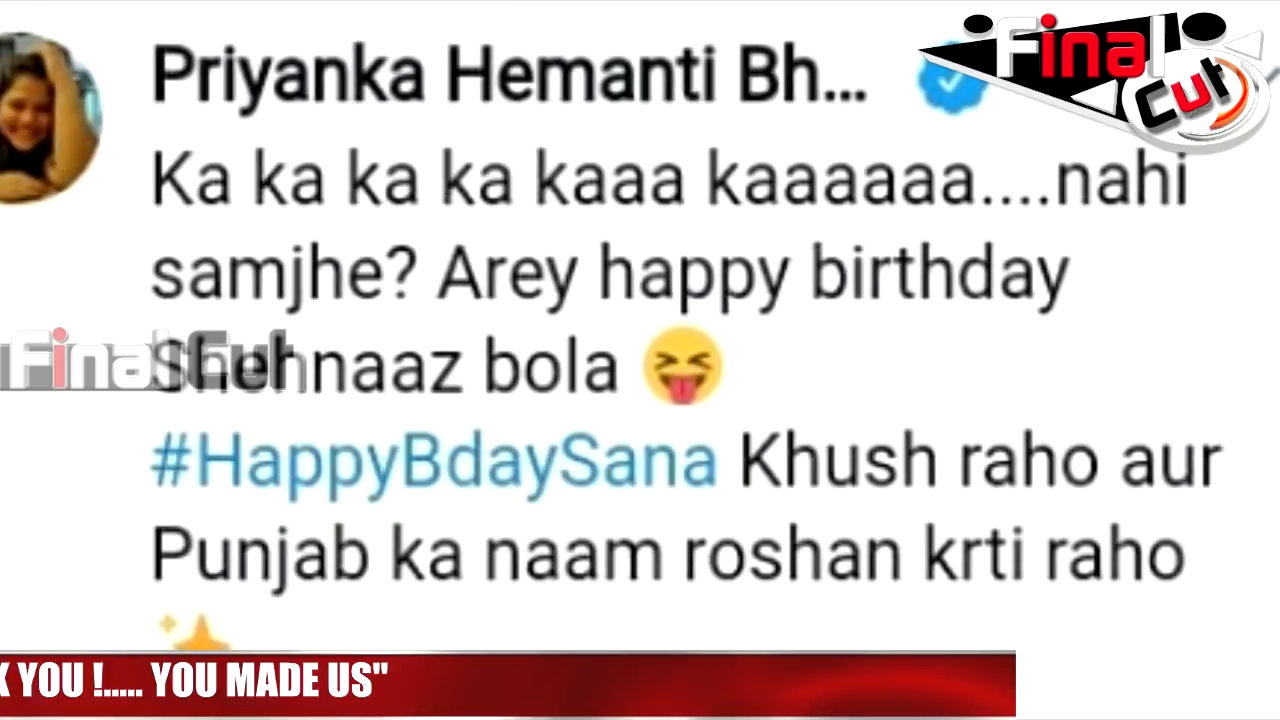 Priyanka Hemanti Bh...
Final
Cut
Ka ka ka ka kaaa kaaaaaa....nahi
samjhe? Arey happy birthday
Final Cut
Shehnaaz bola 😝
#HappyBdaySana Khush raho aur
Punjab ka naam roshan krti raho
K YOU !..... YOU MADE US"